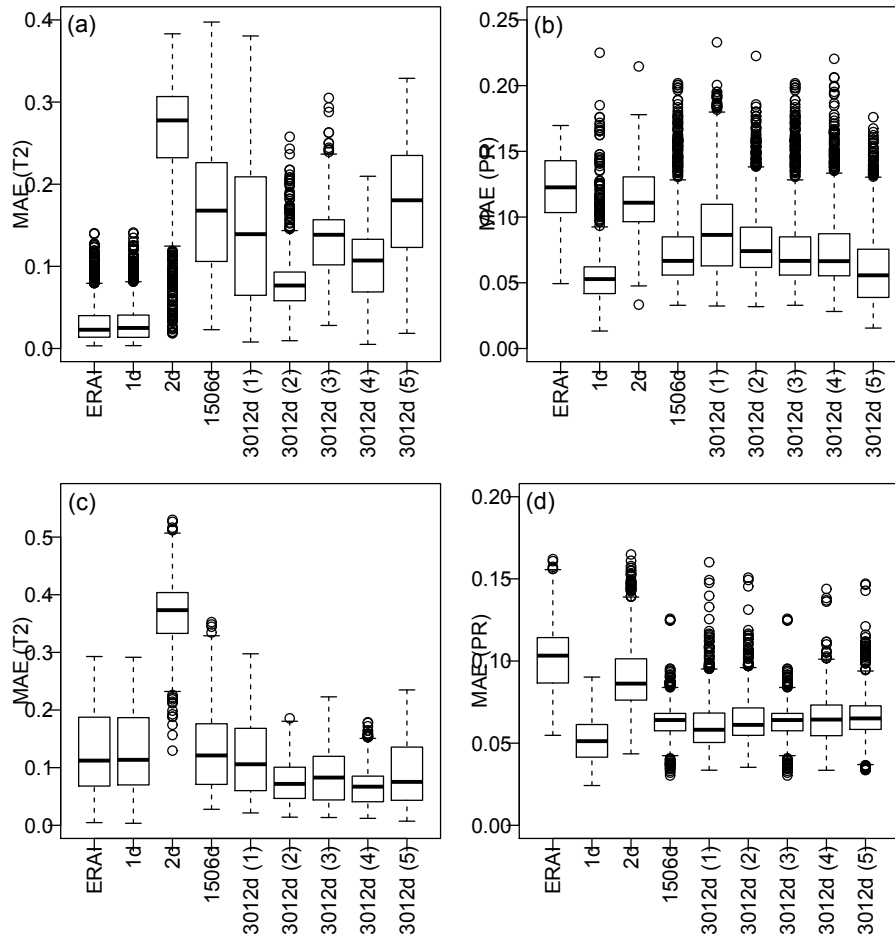 (a)
MAE (T2)
0.4
0.3
0.2
0.1
0.0
ERAI
1d
2d
1506d
3012d (1)
3012d (2)
3012d (3)
3012d (4)
3012d (5)
(b)
MAE (PR)
0.25
0.20
0.15
0.10
0.05
0.00
ERAI
1d
2d
1506d
3012d (1)
3012d (2)
3012d (3)
3012d (4)
3012d (5)
(c)
MAE (T2)
0.5
0.4
0.3
0.2
0.1
0.0
ERAI
1d
2d
1506d
3012d (1)
3012d (2)
3012d (3)
3012d (4)
3012d (5)
(d)
MAE (PR)
0.20
0.15
0.10
0.05
0.00
ERAI
1d
2d
1506d
3012d (1)
3012d (2)
3012d (3)
3012d (4)
3012d (5)